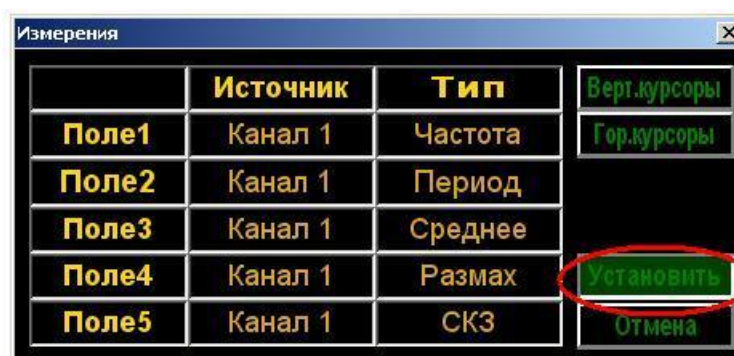 Измерения
Источник Тип Верт.курсоры
Поле1 Канал 1 Частота Гор.курсоры
Поле2 Канал 1 Период
Поле3 Канал 1 Среднее
Поле4 Канал 1 Размах Установить
Поле5 Канал 1 СКЗ Отмена